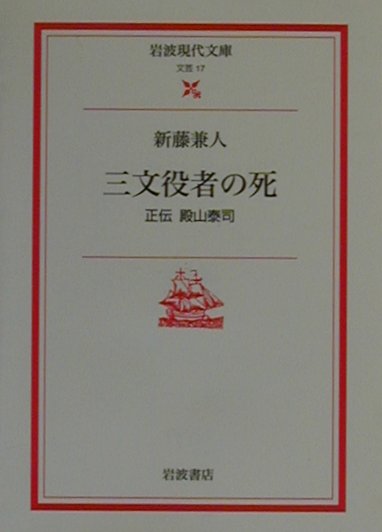 岩波現代文庫
文芸 17
新藤兼人
三文役者の死
正伝 殿山泰司
岩波書店